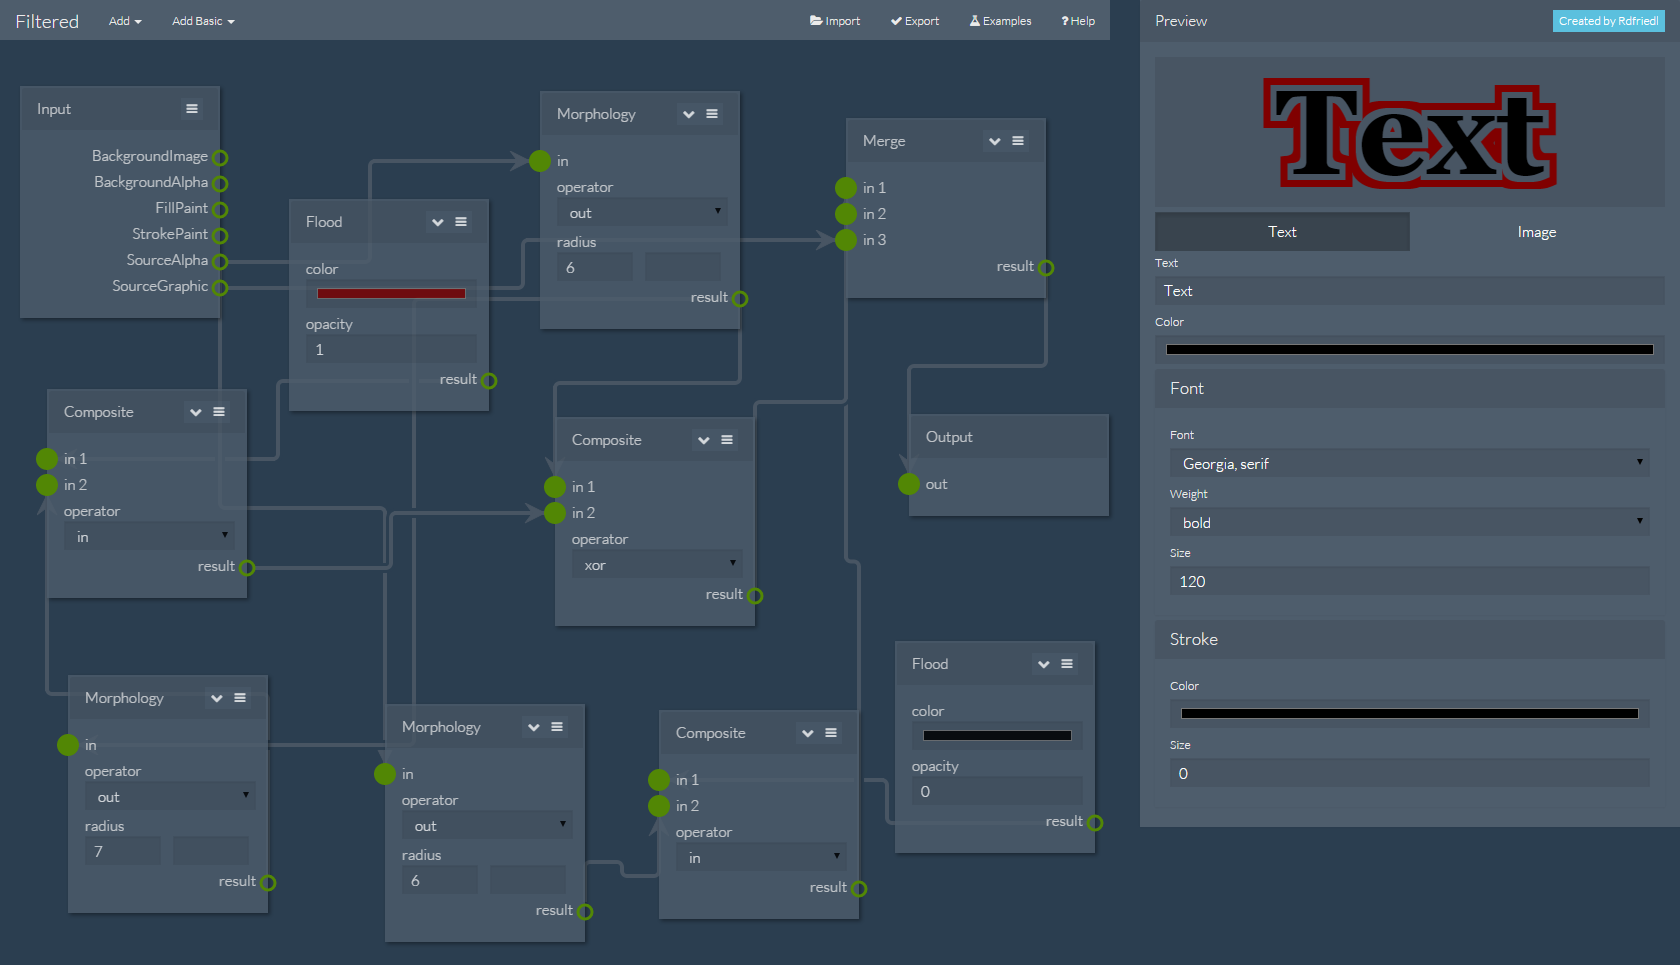 Filtered Add Add Basic Import Export Examples ? Help
Input
BackgroundImage
BackgroundAlpha
FillPaint
StrokePaint
SourceAlpha
SourceGraphic
Flood
color
opacity
1
result
Morphology
in
operator
out
radius
6
result
Merge
in 1
in 2
in 3
result
Composite
in 1
in 2
operator
in
result
Composite
in 1
in 2
operator
xor
result
Output
out
Morphology
in
operator
out
radius
7
result
Morphology
in
operator
out
radius
6
result
Composite
in 1
in 2
operator
in
result
Flood
color
opacity
0
result
Preview Created by Rdfriedl
Text
Text Image
Text
Text
Color
Font
Font
Georgia, serif
Weight
bold
Size
120
Stroke
Color
Size
0